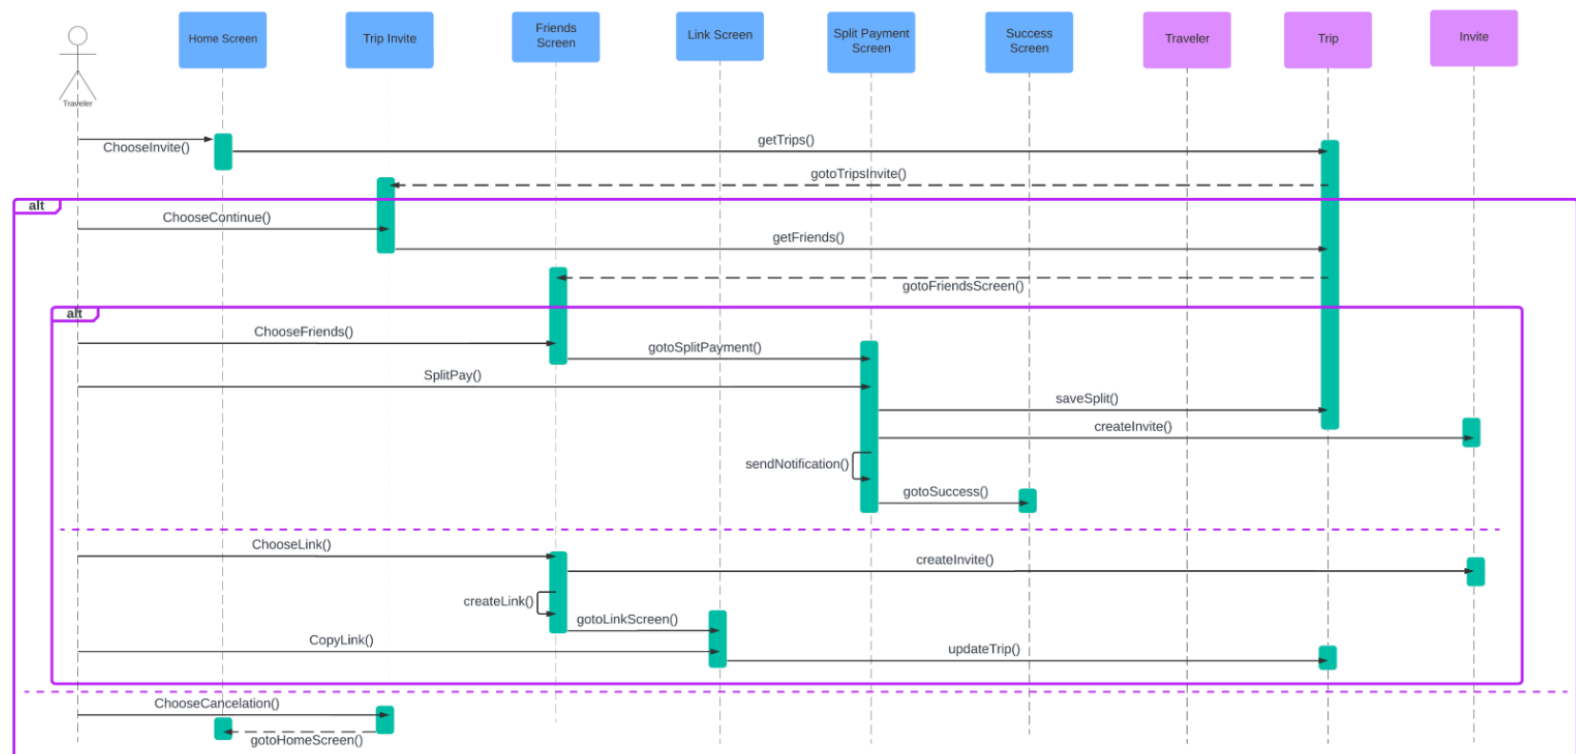 Home Screen
Trip Invite
Friends
Screen
Link Screen
Split Payment
Screen
Success
Screen
Traveler
Trip
Invite
Traveler
ChooseInvite()
getTrips()
gotoTripsInvite()
alt
ChooseContinue()
getFriends()
gotoFriendsScreen()
alt
ChooseFriends()
gotoSplitPayment()
SplitPay()
saveSplit()
createInvite()
sendNotification()
gotoSuccess()
ChooseLink()
createInvite()
createLink()
gotoLinkScreen()
CopyLink()
updateTrip()
ChooseCancelation()
gotoHomeScreen()